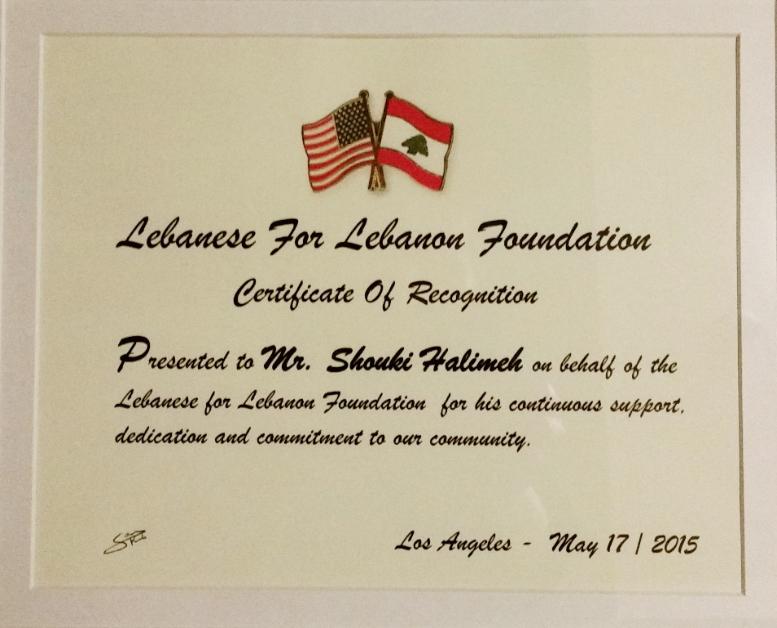 Lebanese For Lebanon Foundation
Certificate Of Recognition
Presented to Mr. Shouki Halimeh on behalf of the
Lebanese for Lebanon Foundation for his continuous support,
dedication and commitment to our community.
Los Angeles - May 17 | 2015